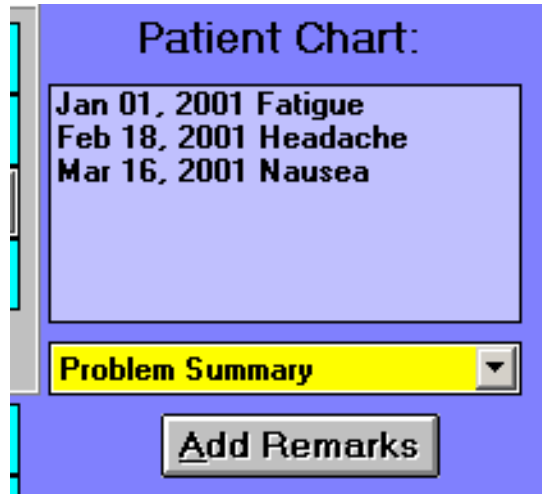 Patient Chart:
Jan 01, 2001 Fatigue
Feb 18, 2001 Headache
Mar 16, 2001 Nausea
Problem Summary
Add Remarks